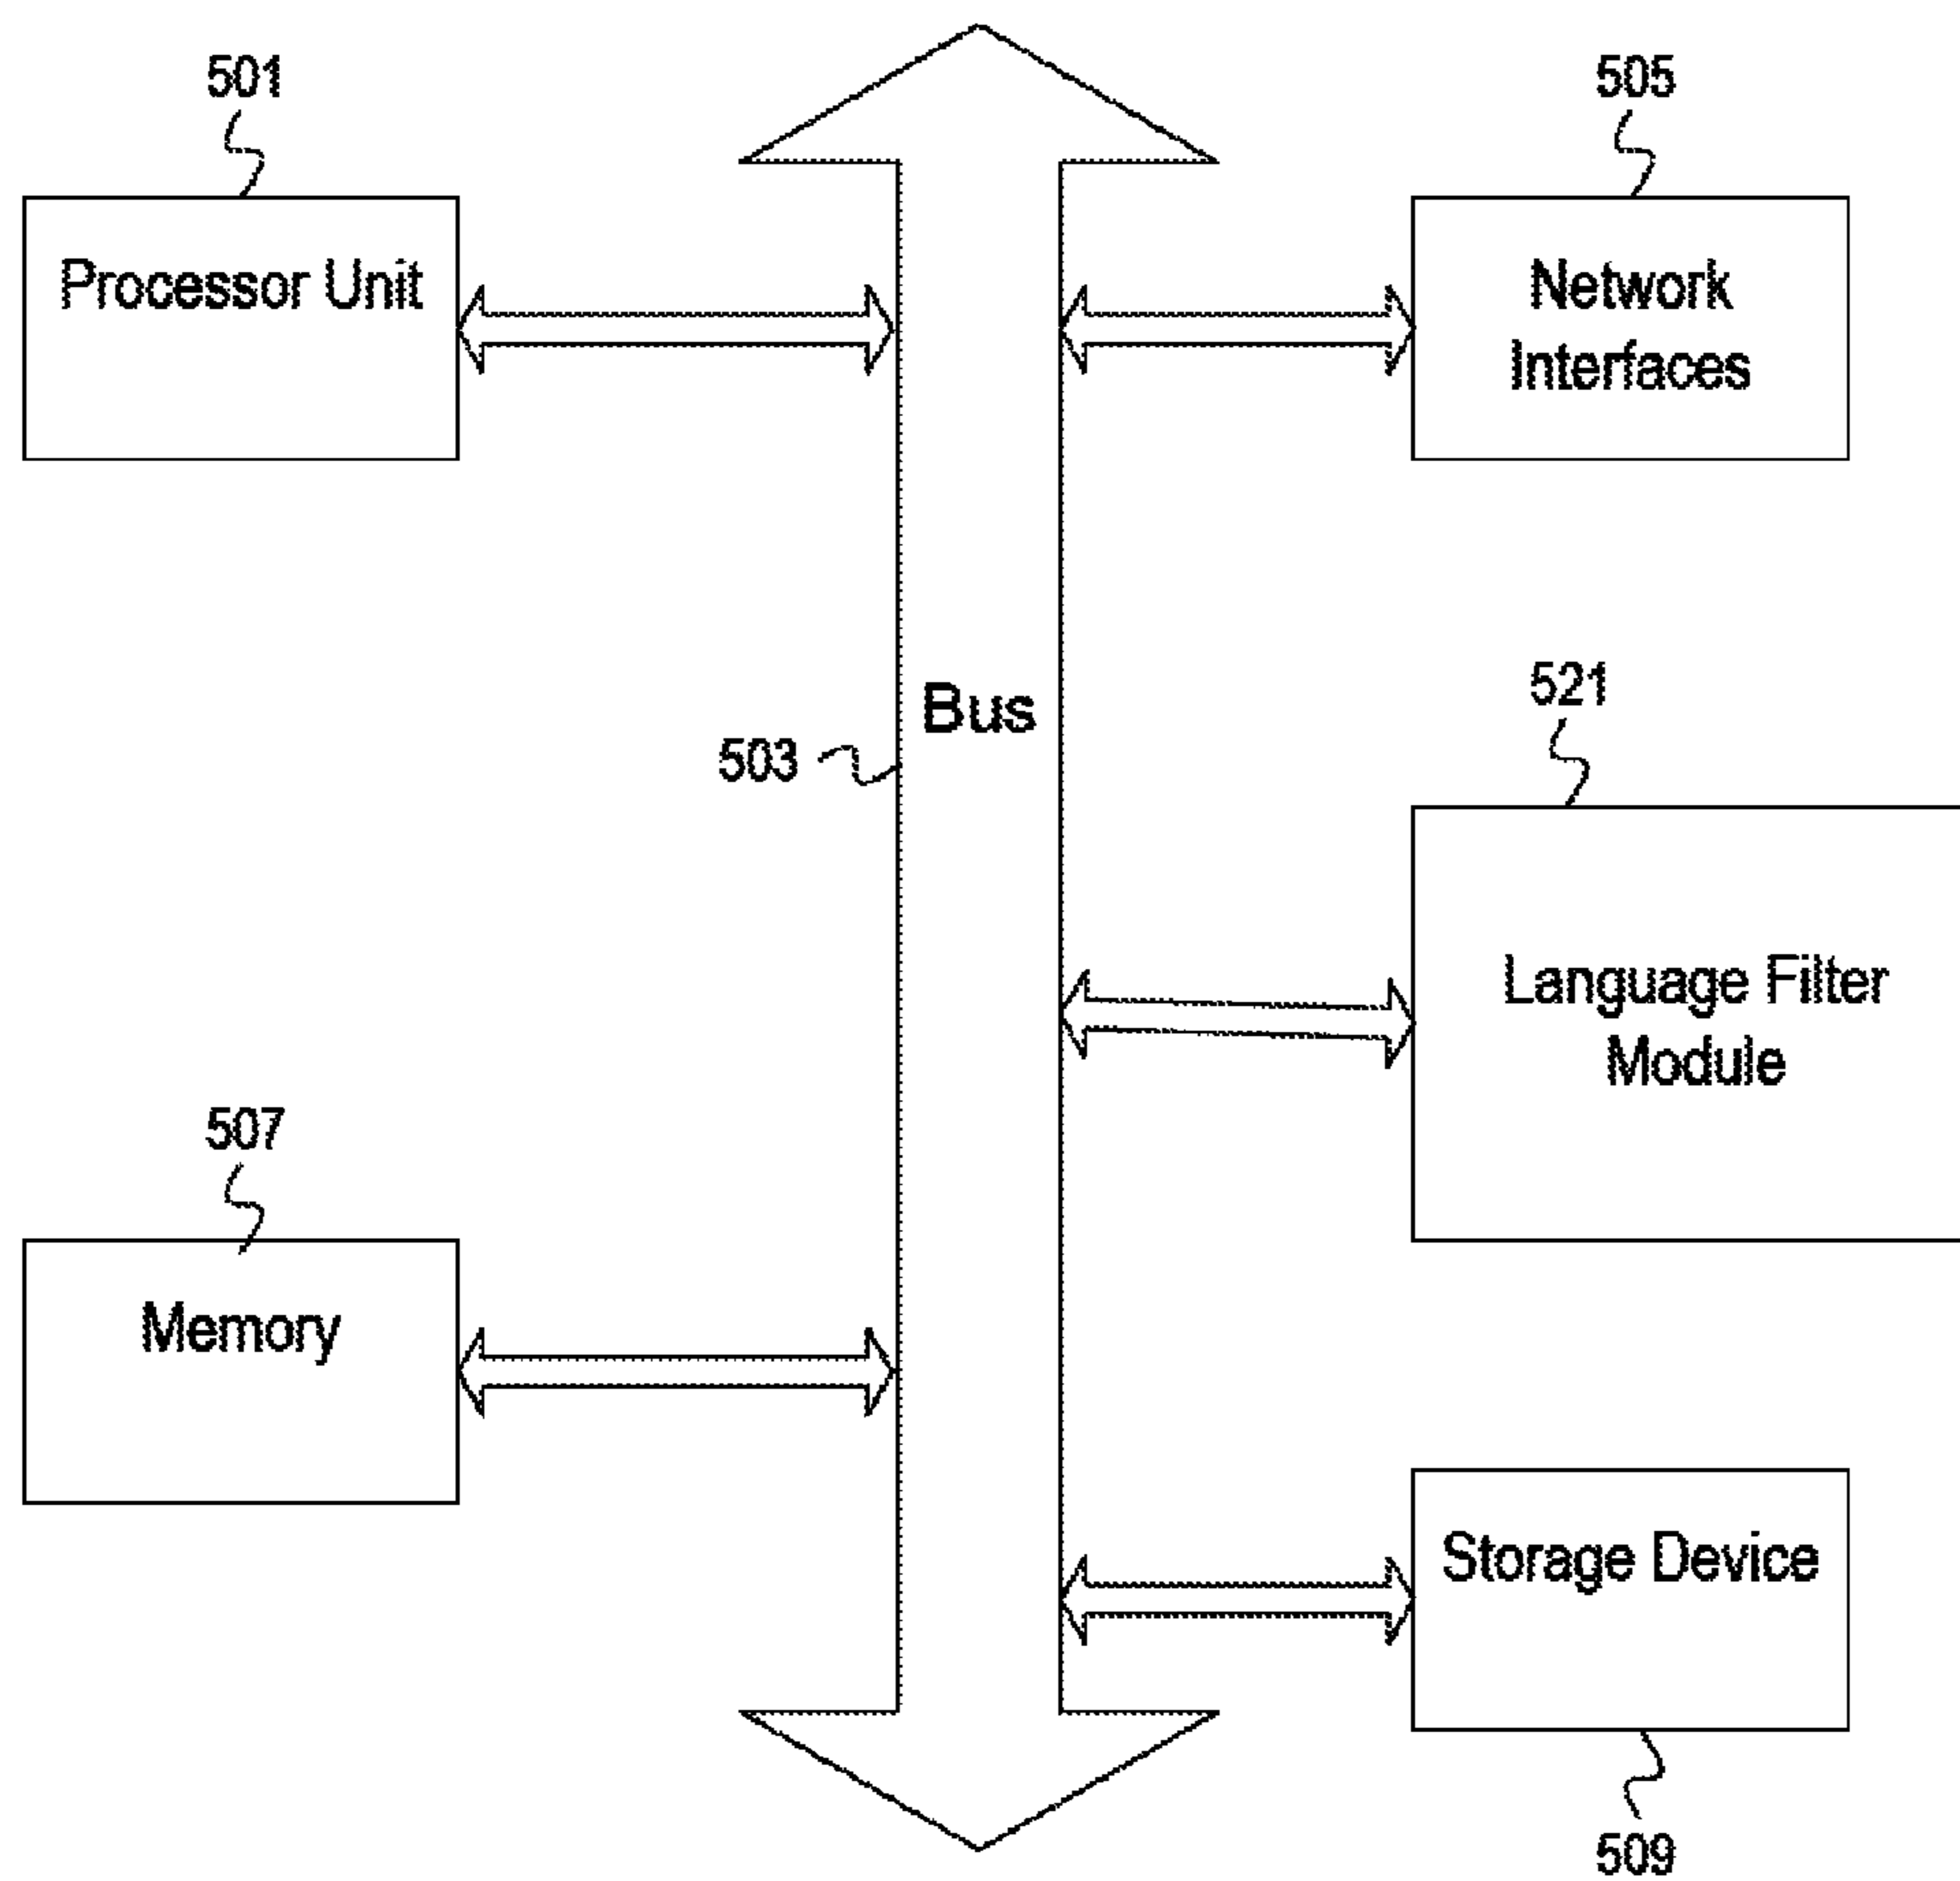 501
505
Processor Unit
Network
Interfaces
521
Bus
503
Language Filter
Module
507
Memory
Storage Device
509